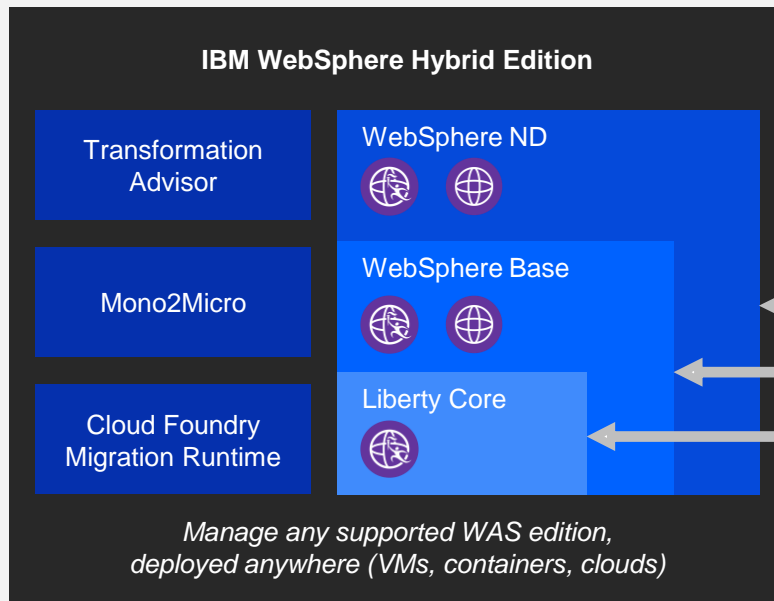 IBM WebSphere Hybrid Edition
Transformation
Advisor
WebSphere ND
Mono2Micro
WebSphere Base
Cloud Foundry
Migration Runtime
Liberty Core
Manage any supported WAS edition,
deployed anywhere (VMs, containers, clouds)